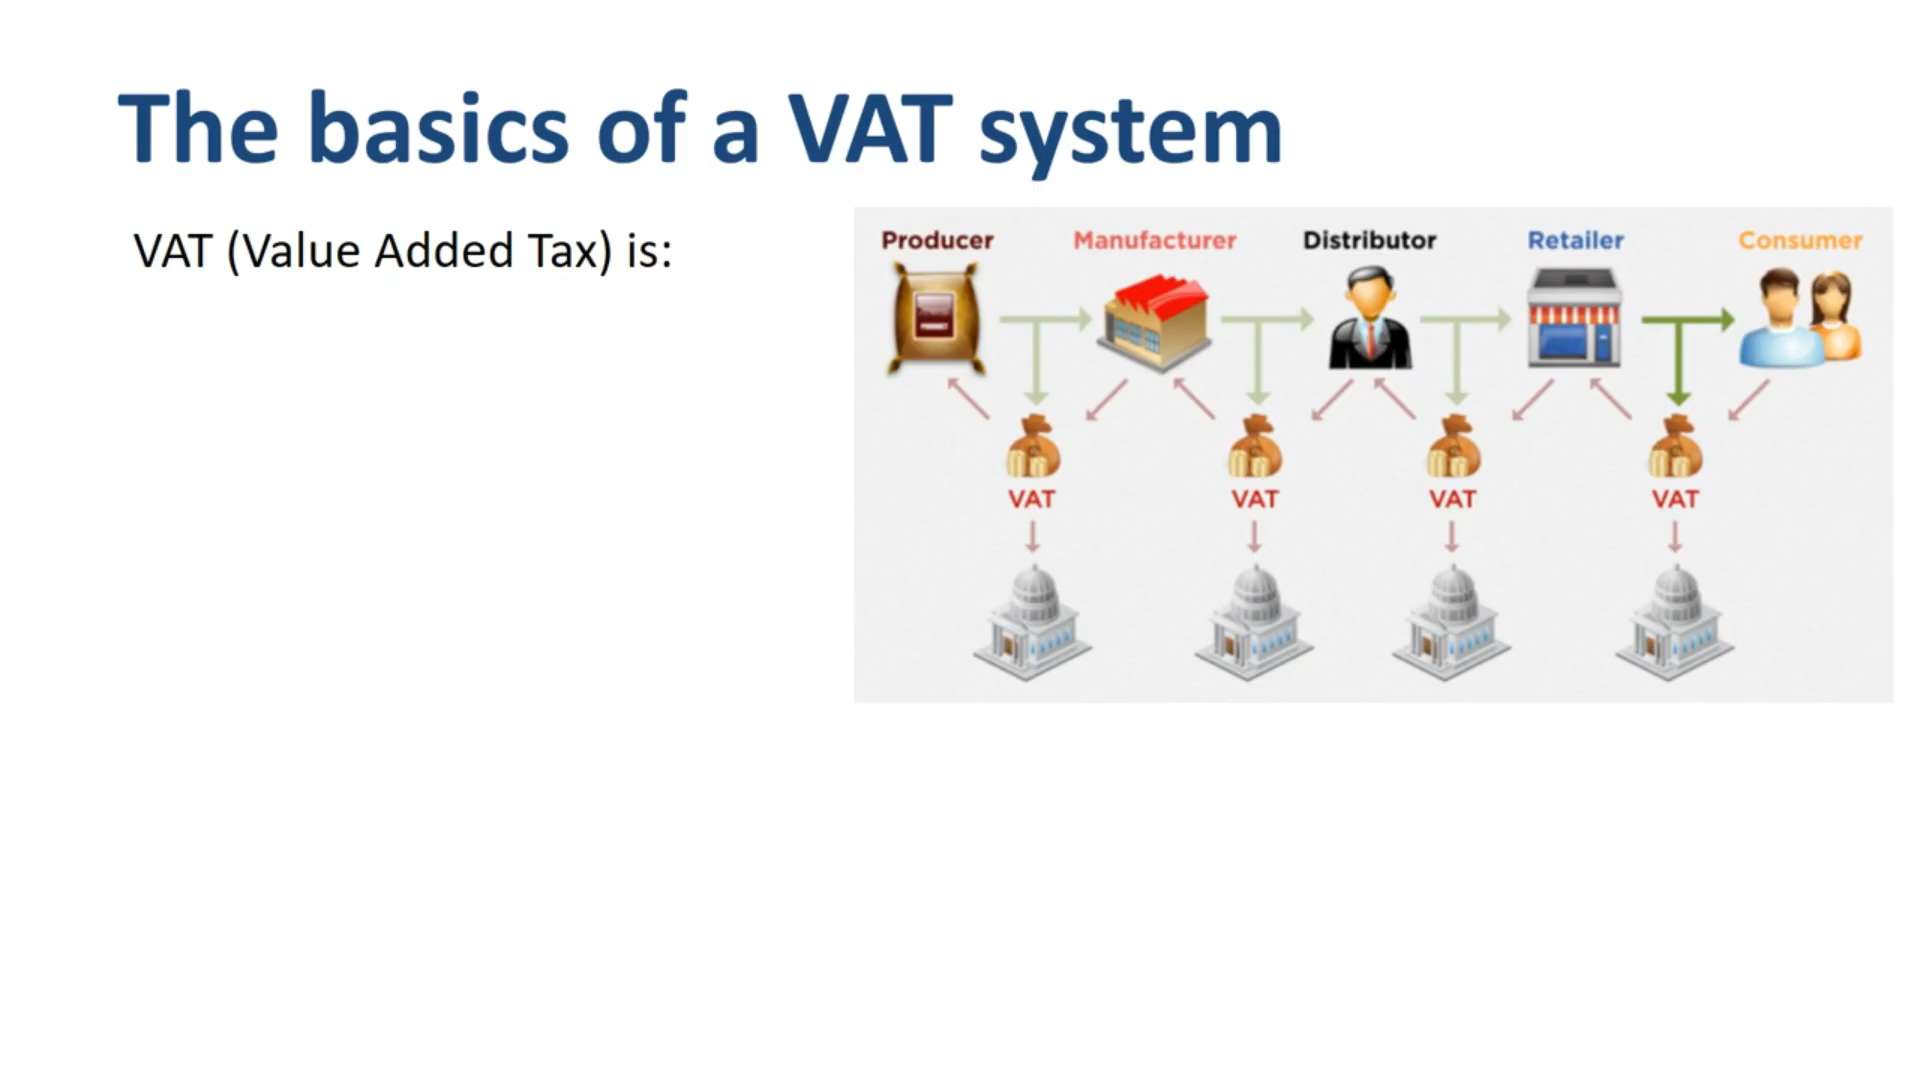 The basics of a VAT system
VAT (Value Added Tax) is:
Producer Manufacturer Distributor Retailer Consumer
PRODUCT
VAT VAT VAT VAT